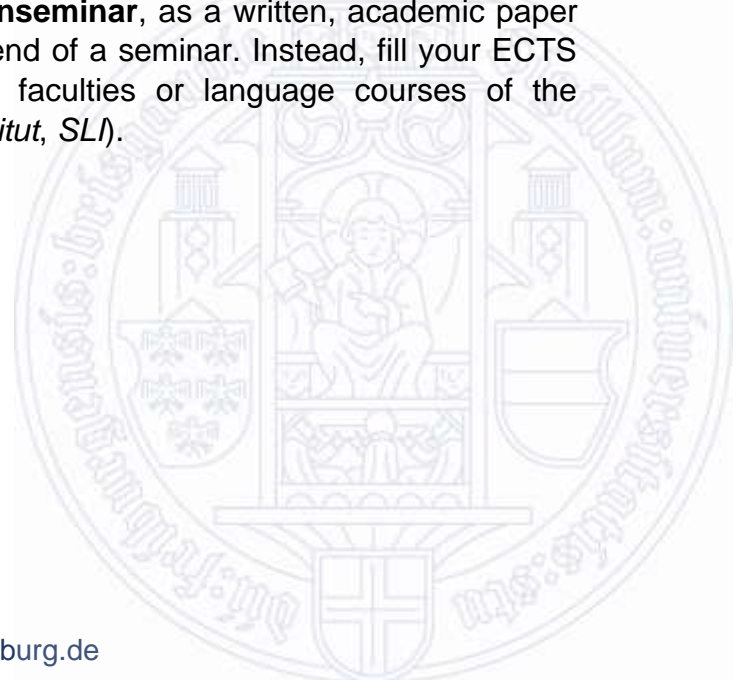 nseminar, as a written, academic paper
end of a seminar. Instead, fill your ECTS
faculties or language courses of the
itut, SLI).
burg.de